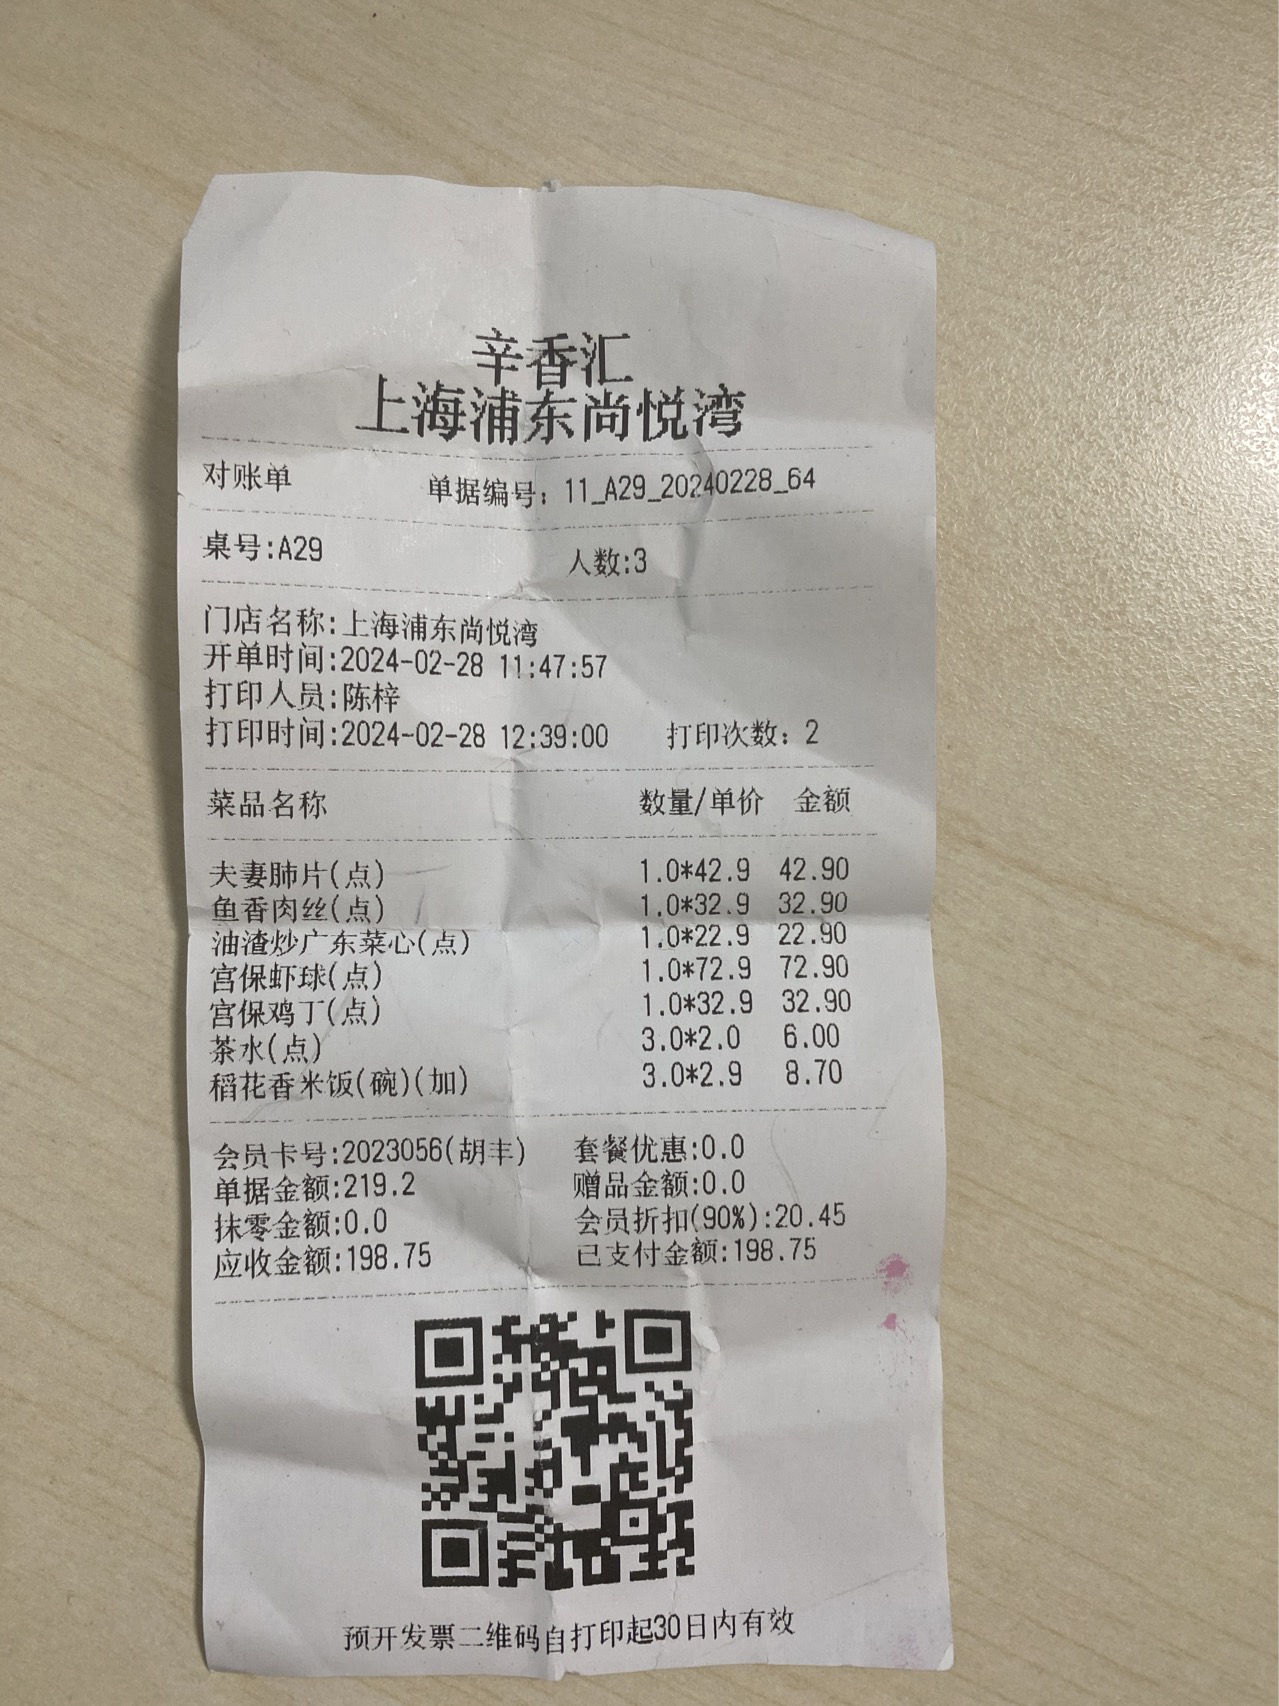 辛香汇
上海浦东尚悦湾
对账单 单据编号：11_A29_20240228_64
桌号:A29 人数:3
门店名称:上海浦东尚悦湾
开单时间:2024-02-28 11:47:57
打印人员:陈梓
打印时间:2024-02-28 12:39:00 打印次数：2
菜品名称 数量/单价 金额
夫妻肺片(点) 1.0*42.9 42.90
鱼香肉丝(点) 1.0*32.9 32.90
油渣炒广东菜心(点) 1.0*22.9 22.90
宫保虾球(点) 1.0*72.9 72.90
宫保鸡丁(点) 1.0*32.9 32.90
茶水(点) 3.0*2.0 6.00
稻花香米饭(碗)(加) 3.0*2.9 8.70
会员卡号:2023056(胡丰) 套餐优惠:0.0
单据金额:219.2 赠品金额:0.0
抹零金额:0.0 会员折扣(90%):20.45
应收金额:198.75 已支付金额:198.75
预开发票二维码自打印起30日内有效